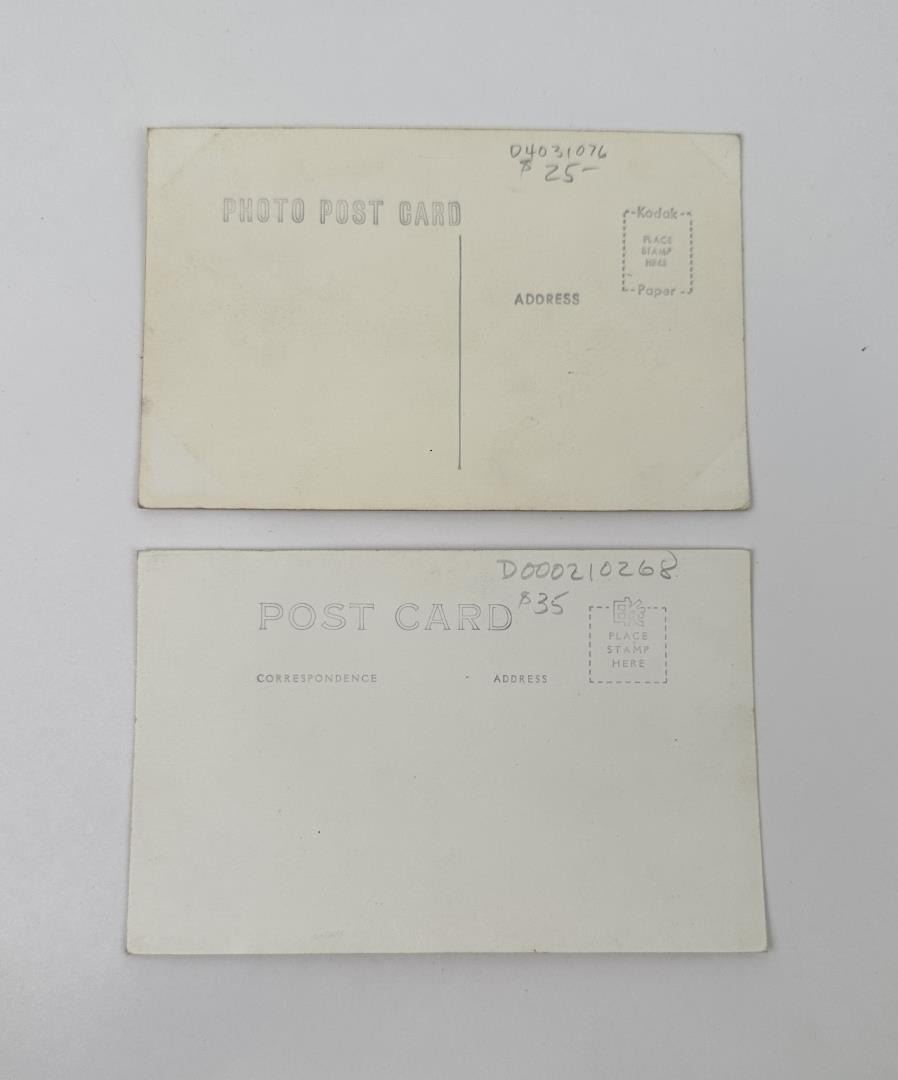 D4031076
$ 25-
PHOTO POST CARD
Kodak
PLACE
STAMP
HERE
Paper
ADDRESS
D000210268
$35
POST CARD
EKC
PLACE
STAMP
HERE
CORRESPONDENCE
ADDRESS